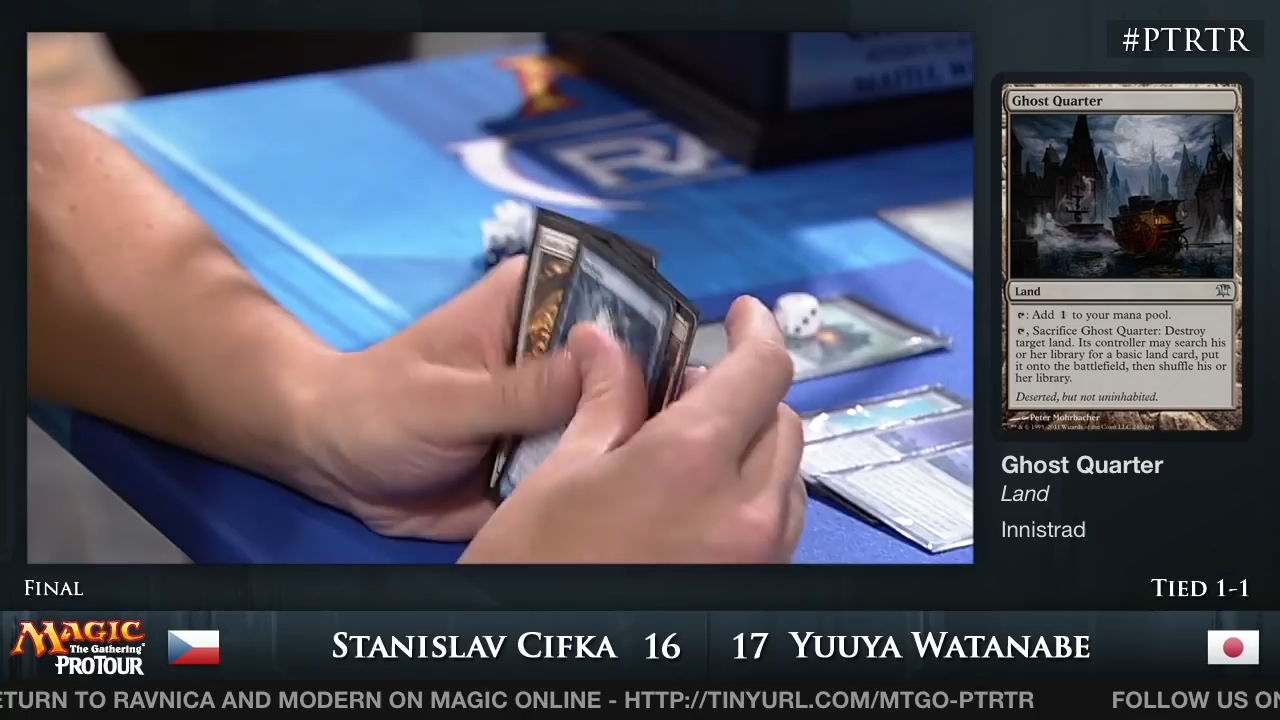 #PTRTR
Ghost Quarter
Land
: Add 1 to your mana pool.
, Sacrifice Ghost Quarter: Destroy
target land. Its controller may search his
or her library for a basic land card, put
it onto the battlefield, then shuffle his or
her library.
Deserted, but not uninhabited.
Peter Mohrbacher
Ghost Quarter
Land
Innistrad
R
FINAL
TIED 1-1
MAGIC
The Gathering
PROTOUR
STANISLAV CIFKA 16
17 YUUYA WATANABE
ETURN TO RAVNICA AND MODERN ON MAGIC ONLINE - HTTP://TINYURL.COM/MTGO-PTRTR
FOLLOW US ON